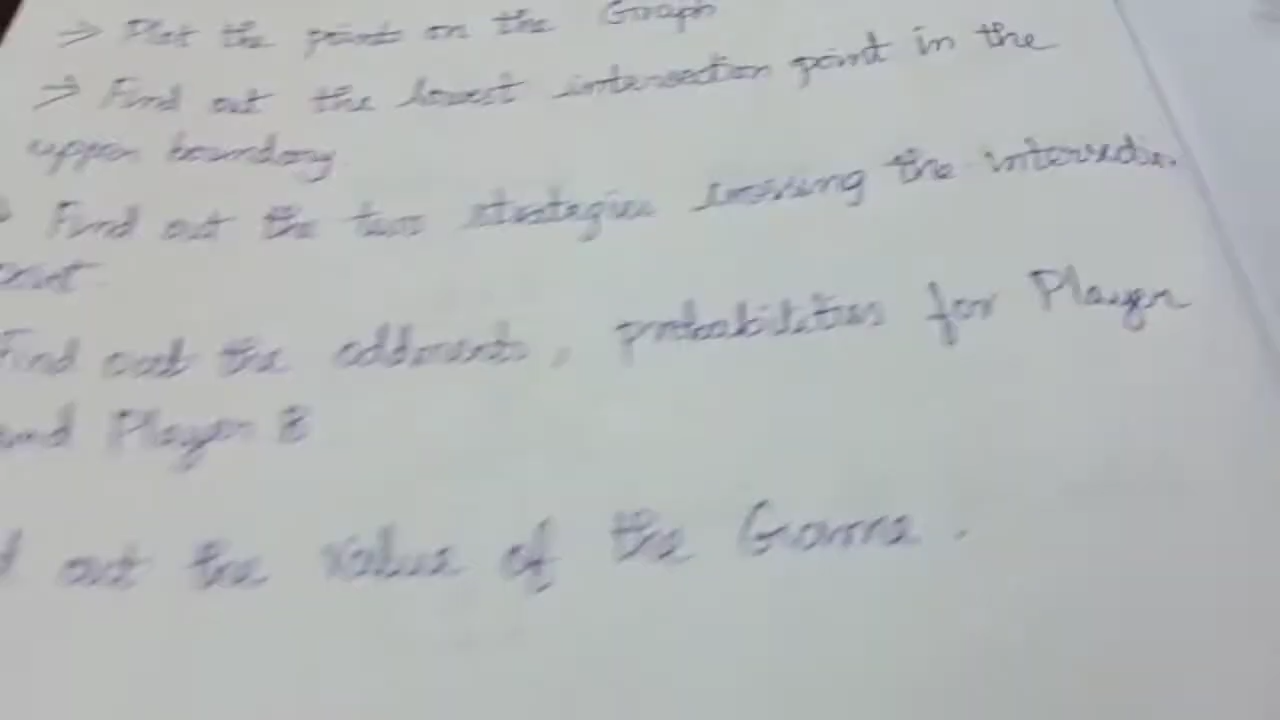 ⇒ Plot the points on the Graph
⇒ Find out the lowest intersection point in the
upper boundary.
Find out the two strategies crossing the intersection
point.
Find out the oddments, probabilities for Player
and Player B
out the value of the Game.